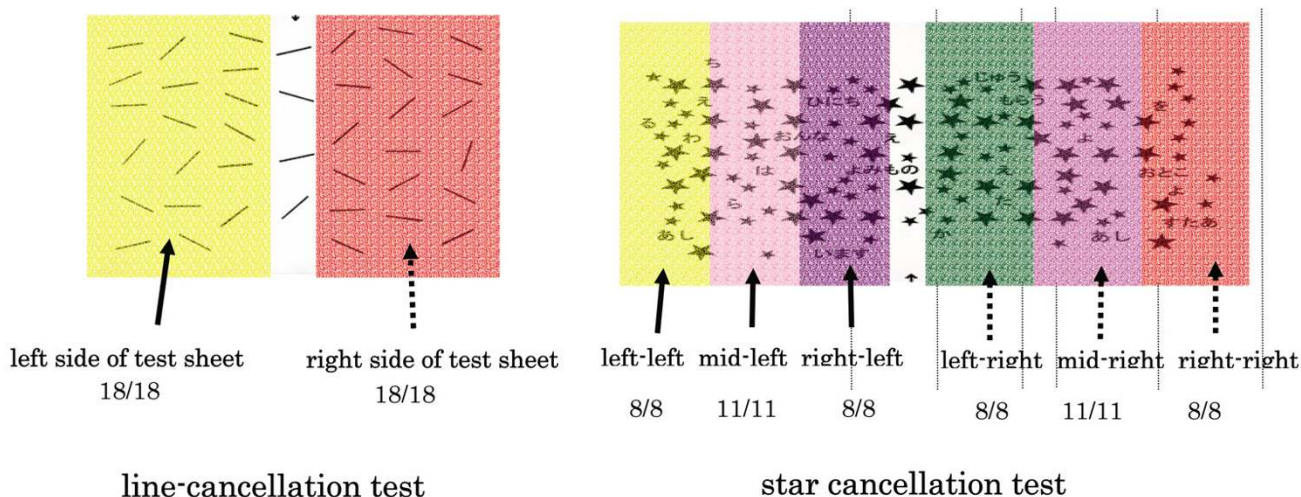 ち
じゅう
え
ひにち
もらう
を
る
わ
おんな
え
よ
は
よみもの
え
おとこ
よ
ら
た
すたあ
あし
か
あし
います
left side of test sheet
18/18
right side of test sheet
18/18
left-left
mid-left
right-left
left-right
mid-right
right-right
8/8
11/11
8/8
8/8
11/11
8/8
line-cancellation test
star cancellation test